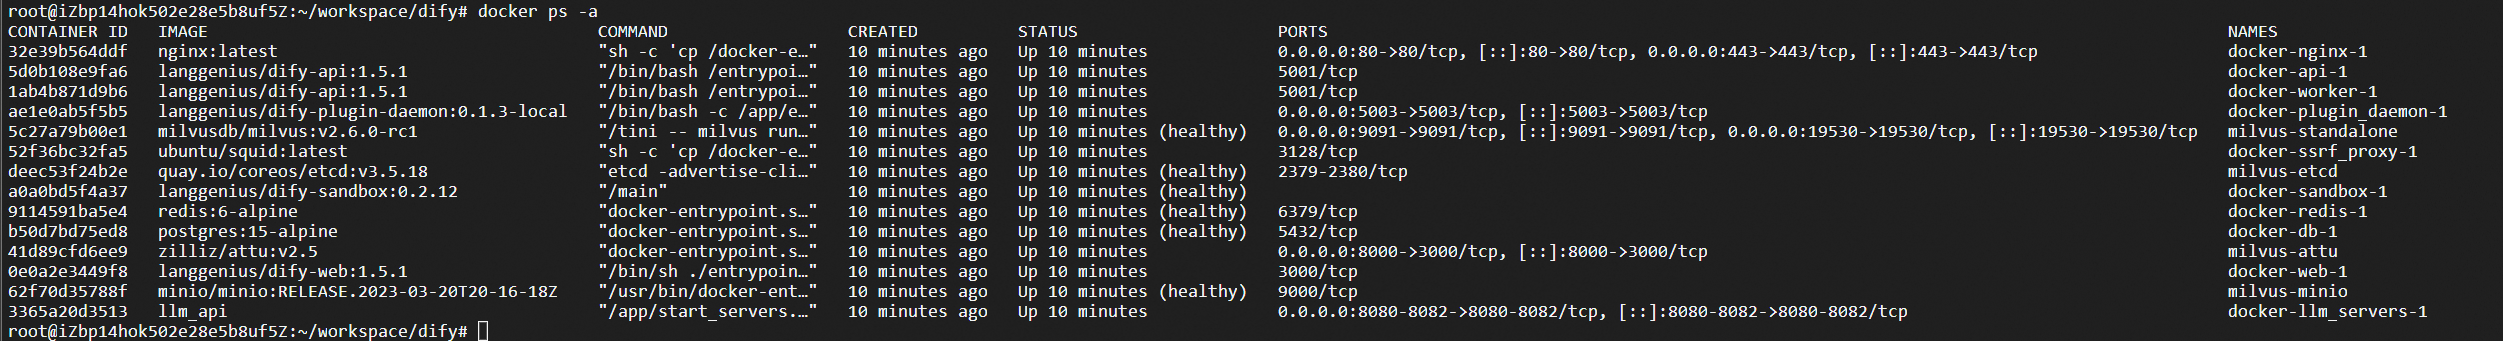 root@iZbp14hok502e28e5b8uf5Z:~/workspace/dify# docker ps -a
CONTAINER ID   IMAGE                                       COMMAND                  CREATED          STATUS                    PORTS                                                                                          NAMES
32e39b564ddf   nginx:latest                                "sh -c 'cp /docker-e…"   10 minutes ago   Up 10 minutes             0.0.0.0:80->80/tcp, [::]:80->80/tcp, 0.0.0.0:443->443/tcp, [::]:443->443/tcp                   docker-nginx-1
5d0b108e9fa6   langgenius/dify-api:1.5.1                   "/bin/bash /entrypoi…"   10 minutes ago   Up 10 minutes             5001/tcp                                                                                       docker-api-1
1ab4b871d9b6   langgenius/dify-api:1.5.1                   "/bin/bash /entrypoi…"   10 minutes ago   Up 10 minutes             5001/tcp                                                                                       docker-worker-1
ae1e0ab5f5b5   langgenius/dify-plugin-daemon:0.1.3-local   "/bin/bash -c /app/e…"   10 minutes ago   Up 10 minutes             0.0.0.0:5003->5003/tcp, [::]:5003->5003/tcp                                                    docker-plugin_daemon-1
5c27a79b00e1   milvusdb/milvus:v2.6.0-rc1                  "/tini -- milvus run…"   10 minutes ago   Up 10 minutes (healthy)   0.0.0.0:9091->9091/tcp, [::]:9091->9091/tcp, 0.0.0.0:19530->19530/tcp, [::]:19530->19530/tcp   milvus-standalone
52f36bc32fa5   ubuntu/squid:latest                         "sh -c 'cp /docker-e…"   10 minutes ago   Up 10 minutes             3128/tcp                                                                                       docker-ssrf_proxy-1
deec53f24b2e   quay.io/coreos/etcd:v3.5.18                 "etcd -advertise-cli…"   10 minutes ago   Up 10 minutes (healthy)   2379-2380/tcp                                                                                  milvus-etcd
a0a0bd5f4a37   langgenius/dify-sandbox:0.2.12              "/main"                  10 minutes ago   Up 10 minutes (healthy)                                                                                                  docker-sandbox-1
9114591ba5e4   redis:6-alpine                              "docker-entrypoint.s…"   10 minutes ago   Up 10 minutes (healthy)   6379/tcp                                                                                       docker-redis-1
b50d7bd75ed8   postgres:15-alpine                          "docker-entrypoint.s…"   10 minutes ago   Up 10 minutes (healthy)   5432/tcp                                                                                       docker-db-1
41d89cfd6ee9   zilliz/attu:v2.5                            "docker-entrypoint.s…"   10 minutes ago   Up 10 minutes             0.0.0.0:8000->3000/tcp, [::]:8000->3000/tcp                                                    milvus-attu
0e0a2e3449f8   langgenius/dify-web:1.5.1                   "/bin/sh ./entrypoin…"   10 minutes ago   Up 10 minutes             3000/tcp                                                                                       docker-web-1
62f70d35788f   minio/minio:RELEASE.2023-03-20T20-16-18Z    "/usr/bin/docker-ent…"   10 minutes ago   Up 10 minutes (healthy)   9000/tcp                                                                                       milvus-minio
3365a20d3513   llm_api                                     "/app/start_servers.…"   10 minutes ago   Up 10 minutes             0.0.0.0:8080-8082->8080-8082/tcp, [::]:8080-8082->8080-8082/tcp                                docker-llm_servers-1
root@iZbp14hok502e28e5b8uf5Z:~/workspace/dify#